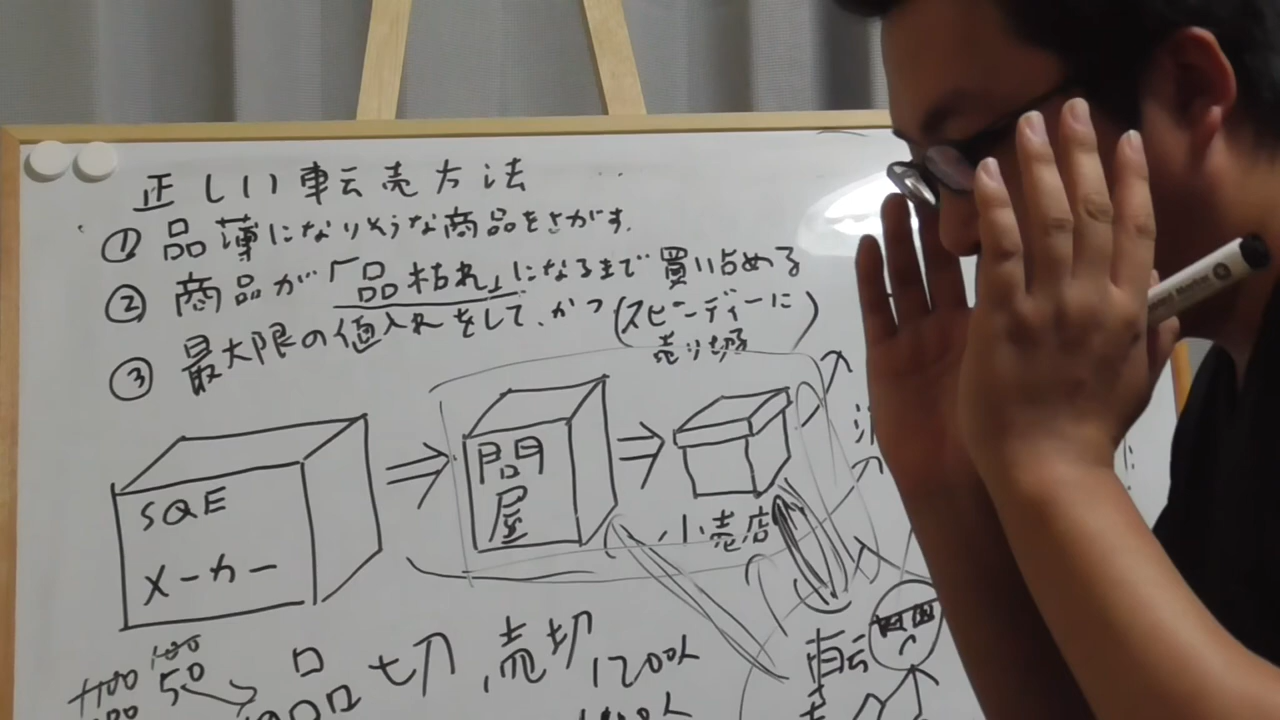 正しい転売方法
① 品薄になりそうな商品をさがす.
② 商品が「品枯れ」になるまで買い占める
③ 最大限の値入れをして、かつ(スピーディーに
売り切る)
SQE
メーカー
問屋
小売店
100
50
品切、売切
1200人
転売